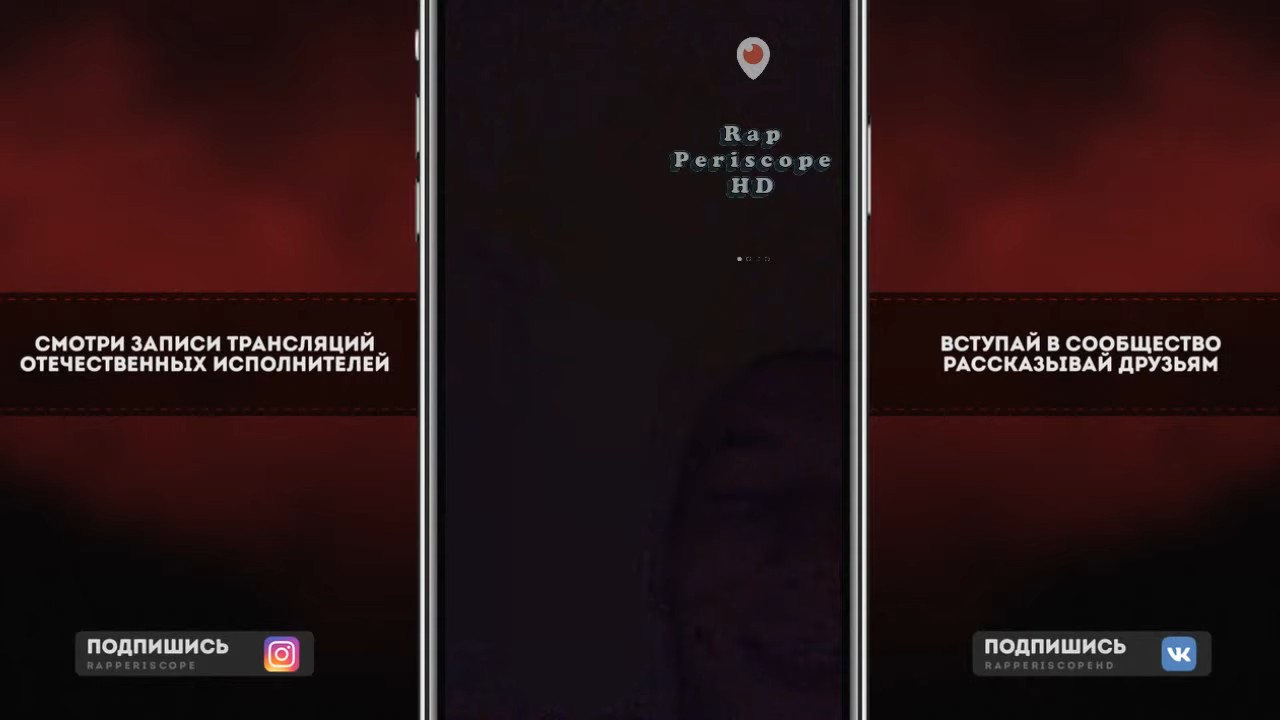 Rap
Periscope
HD
СМОТРИ ЗАПИСИ ТРАНСЛЯЦИЙ
ОТЕЧЕСТВЕННЫХ ИСПОЛНИТЕЛЕЙ
ВСТУПАЙ В СООБЩЕСТВО
РАССКАЗЫВАЙ ДРУЗЬЯМ
ПОДПИШИСЬ
RAPPERISCOPE
ПОДПИШИСЬ
RAPPERISCOPEHD